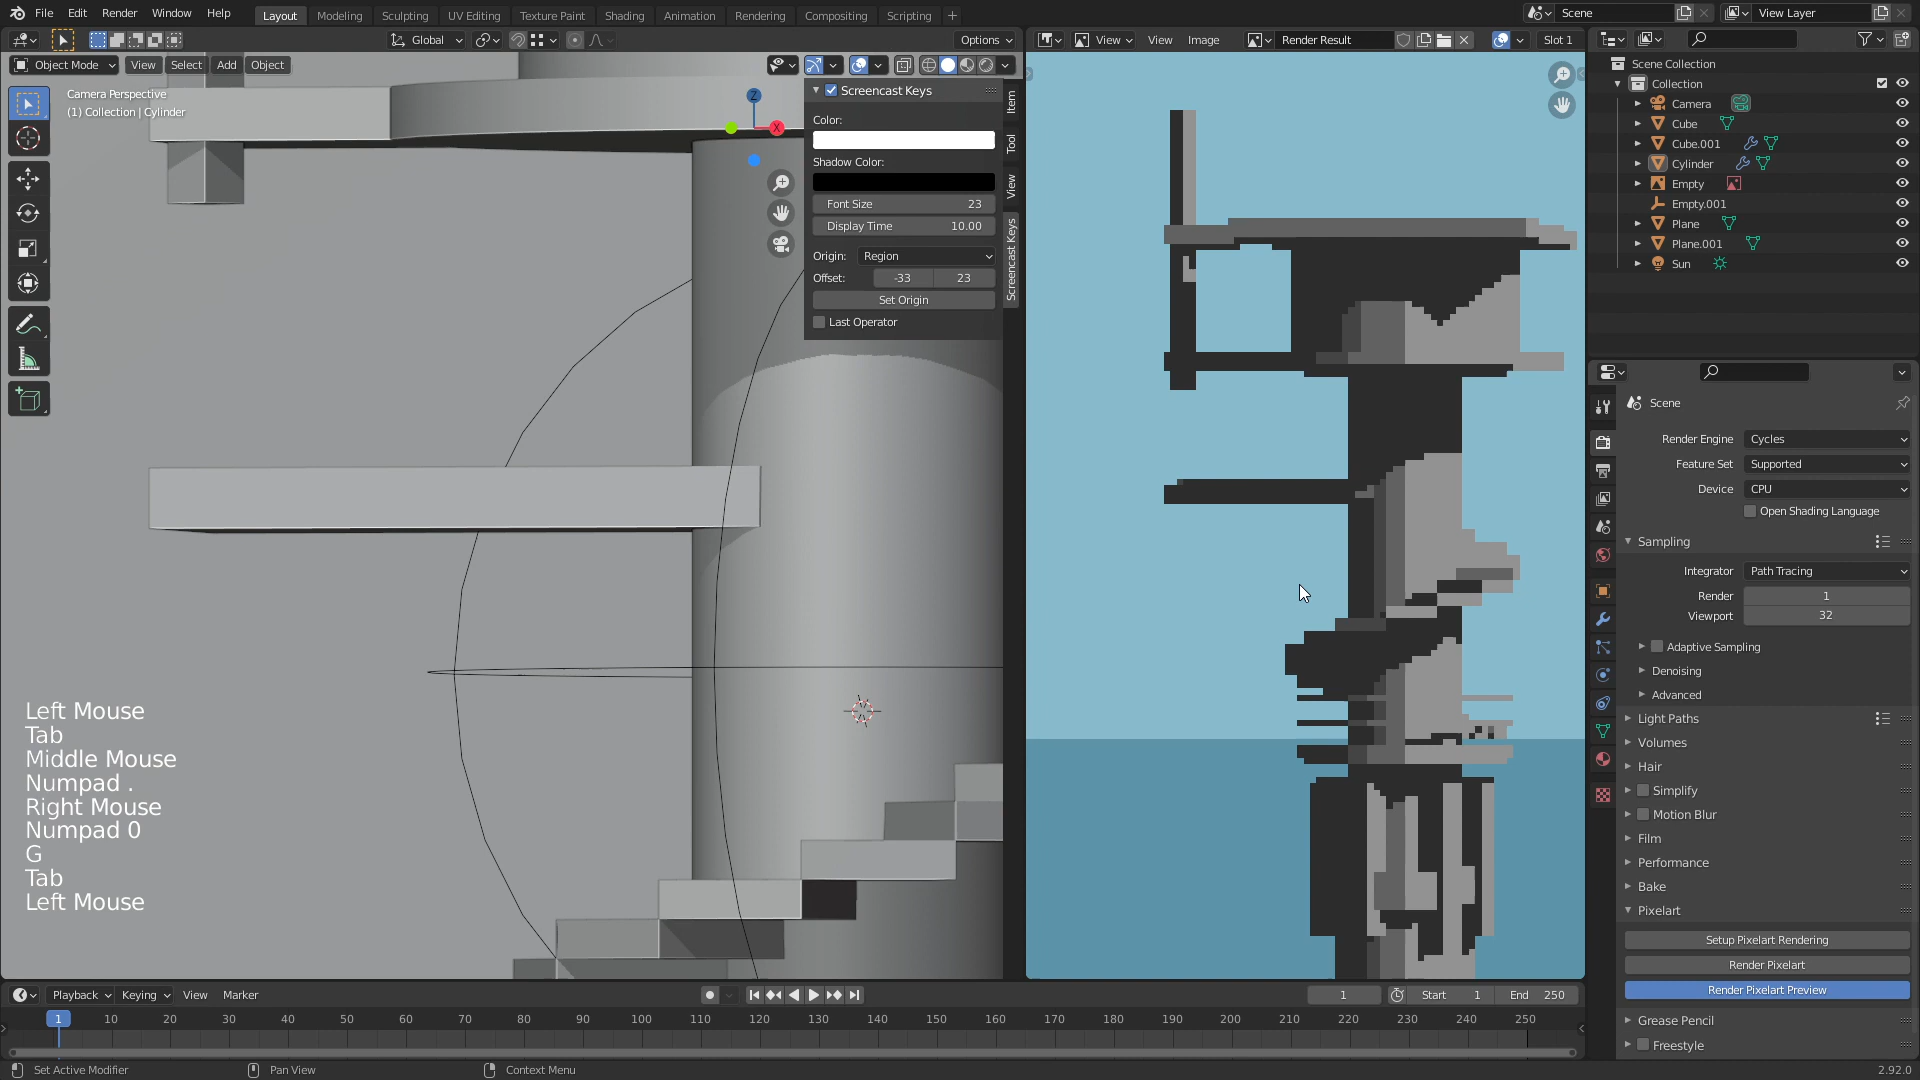 File Edit Render Window Help Layout Modeling Sculpting UV Editing Texture Paint Shading Animation Rendering Compositing Scripting + Scene View Layer
Global Options View View Image Render Result Slot 1
Object Mode View Select Add Object
Camera Perspective
(1) Collection | Cylinder
Z
X
Screencast Keys
Color:
Shadow Color:
Font Size 23
Display Time 10.00
Origin: Region
Offset: -33 23
Set Origin
Last Operator
Item
Tool
View
Screencast Keys
Left Mouse
Tab
Middle Mouse
Numpad .
Right Mouse
Numpad 0
G
Tab
Left Mouse
Scene Collection
Collection
Camera
Cube
Cube.001
Cylinder
Empty
Empty.001
Plane
Plane.001
Sun
Scene
Render Engine Cycles
Feature Set Supported
Device CPU
Open Shading Language
Sampling
Integrator Path Tracing
Render 1
Viewport 32
Adaptive Sampling
Denoising
Advanced
Light Paths
Volumes
Hair
Simplify
Motion Blur
Film
Performance
Bake
Pixelart
Setup Pixelart Rendering
Render Pixelart
Render Pixelart Preview
Grease Pencil
Freestyle
Playback Keying View Marker 1 Start 1 End 250
1 10 20 30 40 50 60 70 80 90 100 110 120 130 140 150 160 170 180 190 200 210 220 230 240 250
Set Active Modifier Pan View Context Menu 2.92.0